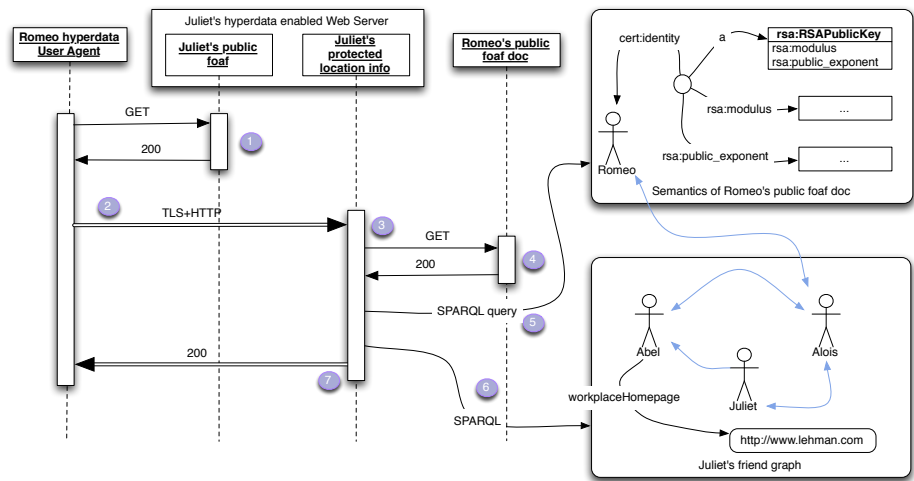 Romeo hyperdata
User Agent
Juliet's hyperdata enabled Web Server
Juliet's public
foaf
Juliet's
protected
location info
Romeo's public
foaf doc
GET
1
200
2
TLS+HTTP
3
GET
4
200
SPARQL query
5
200
7
6
SPARQL
cert:identity
a
rsa:RSAPublicKey
rsa:modulus
rsa:public_exponent
rsa:modulus
...
rsa:public_exponent
...
Romeo
Semantics of Romeo's public foaf doc
Abel
Alois
Juliet
workplaceHomepage
http://www.lehman.com
Juliet's friend graph